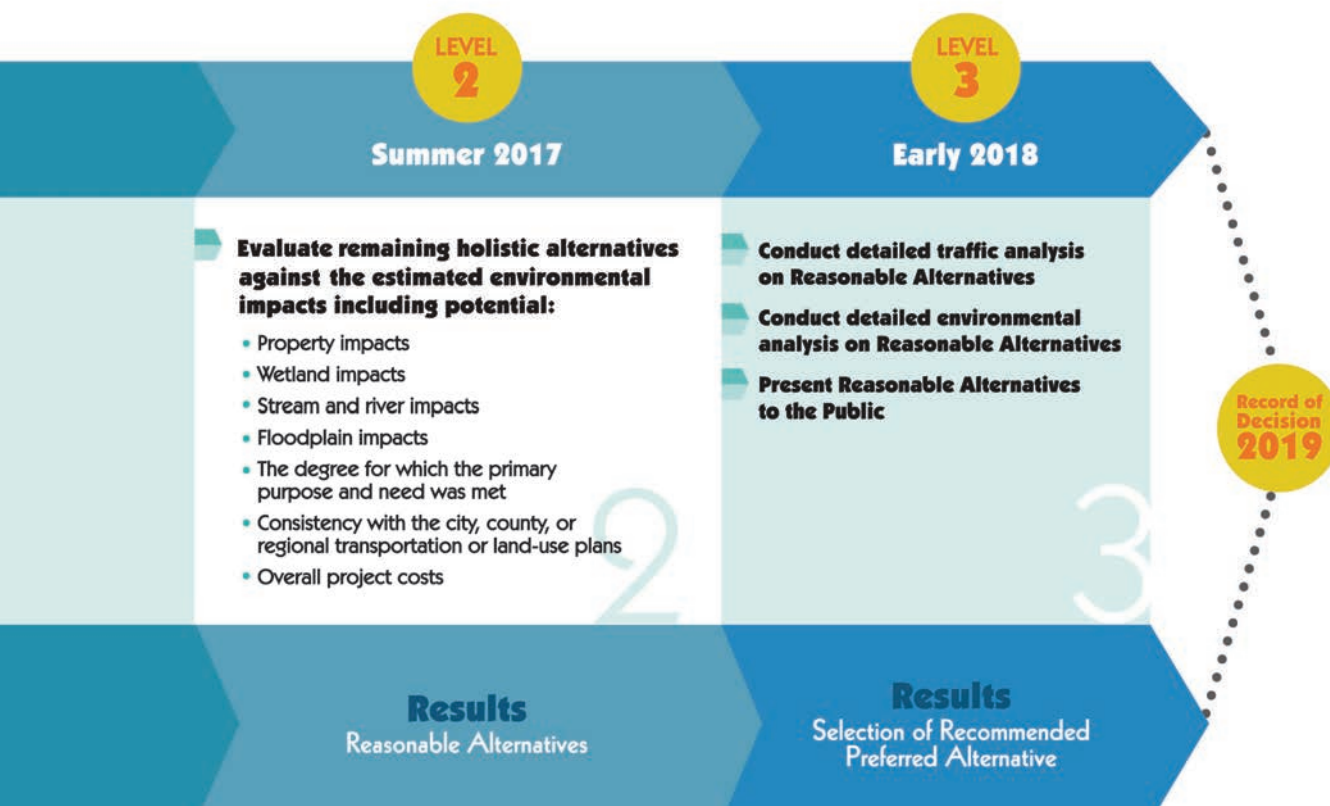 LEVEL
2
Summer 2017
Evaluate remaining holistic alternatives
against the estimated environmental
impacts including potential:
• Property impacts
• Wetland impacts
• Stream and river impacts
• Floodplain impacts
• The degree for which the primary
purpose and need was met
• Consistency with the city, county, or
regional transportation or land-use plans
• Overall project costs
2
Results
Reasonable Alternatives
LEVEL
3
Early 2018
Conduct detailed traffic analysis
on Reasonable Alternatives
Conduct detailed environmental
analysis on Reasonable Alternatives
Present Reasonable Alternatives
to the Public
3
Results
Selection of Recommended
Preferred Alternative
Record of
Decision
2019